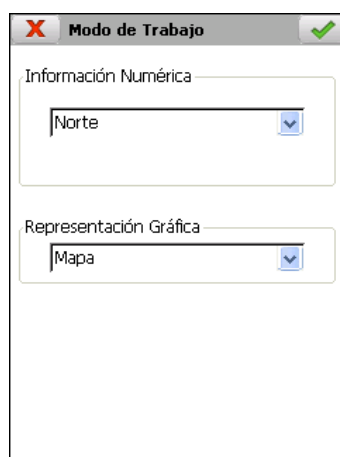 Modo de Trabajo
Información Numérica
Norte
Representación Gráfica
Mapa